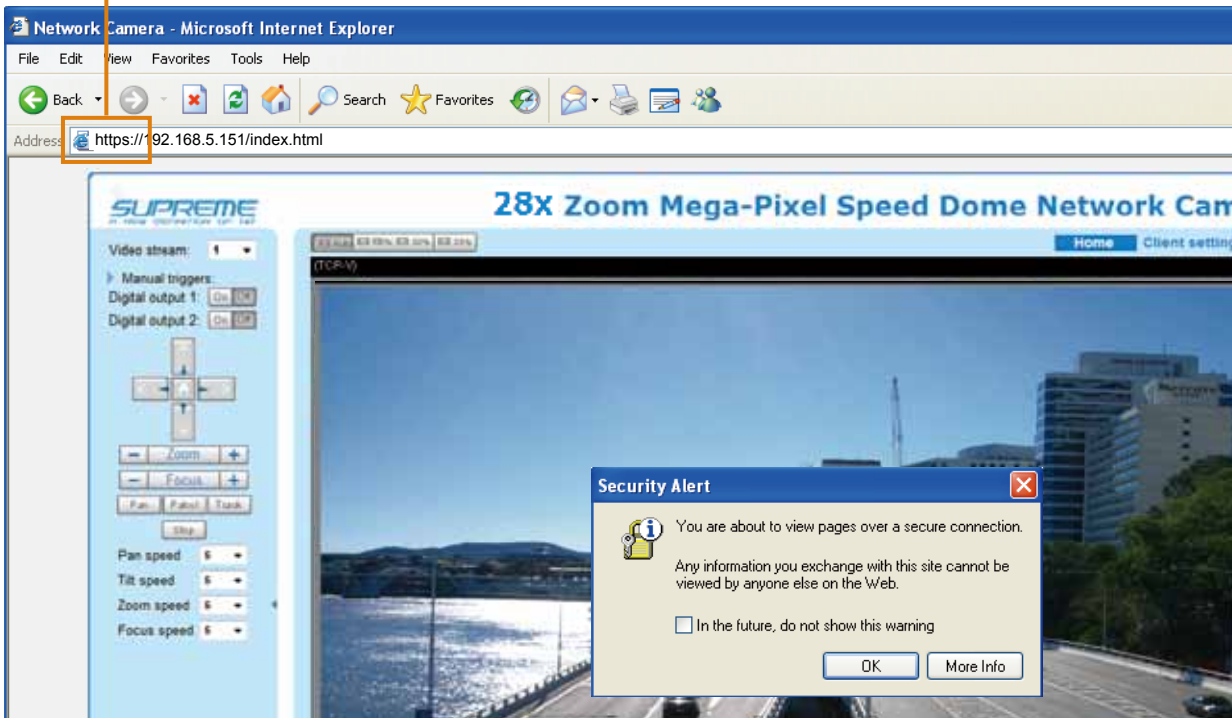 Network Camera - Microsoft Internet Explorer
File Edit View Favorites Tools Help
Back Search Favorites
Address https://192.168.5.151/index.html
SUPREME
28X Zoom Mega-Pixel Speed Dome Network Cam
Home Client setting
Video stream: 1
(TCP-V)
Manual triggers:
Digital output 1: On Off
Digital output 2: On Off
- Zoom +
- Focus +
Pan Patrol Track
Stop
Pan speed 5
Tilt speed 5
Zoom speed 5
Focus speed 5
Security Alert
You are about to view pages over a secure connection.
Any information you exchange with this site cannot be
viewed by anyone else on the Web.
In the future, do not show this warning
OK More Info